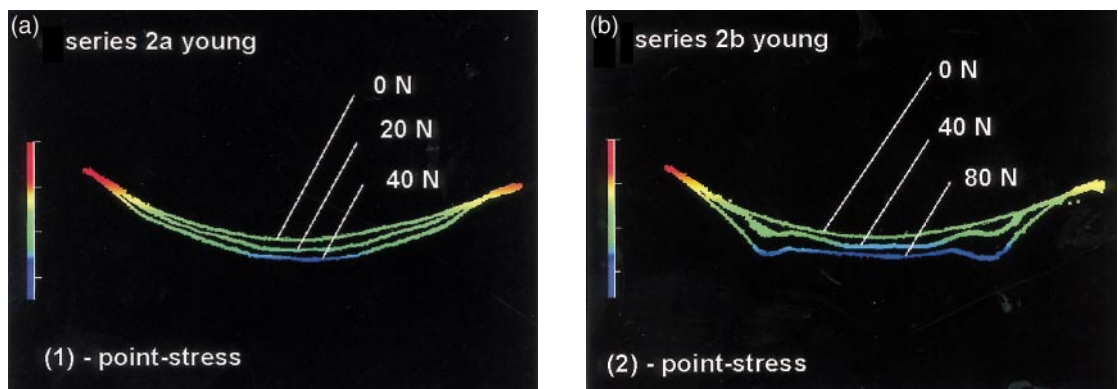 (a)
series 2a young
0 N
20 N
40 N
(1) - point-stress
(b)
series 2b young
0 N
40 N
80 N
(2) - point-stress